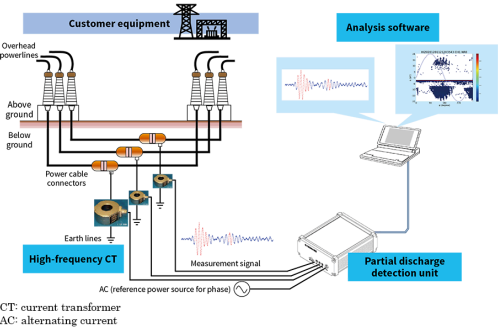 Customer equipment
Analysis software
Overhead
powerlines
Above
ground
Below
ground
Power cable
connectors
Earth lines
High-frequency CT
Measurement signal
AC (reference power source for phase)
Partial discharge
detection unit
CT: current transformer
AC: alternating current